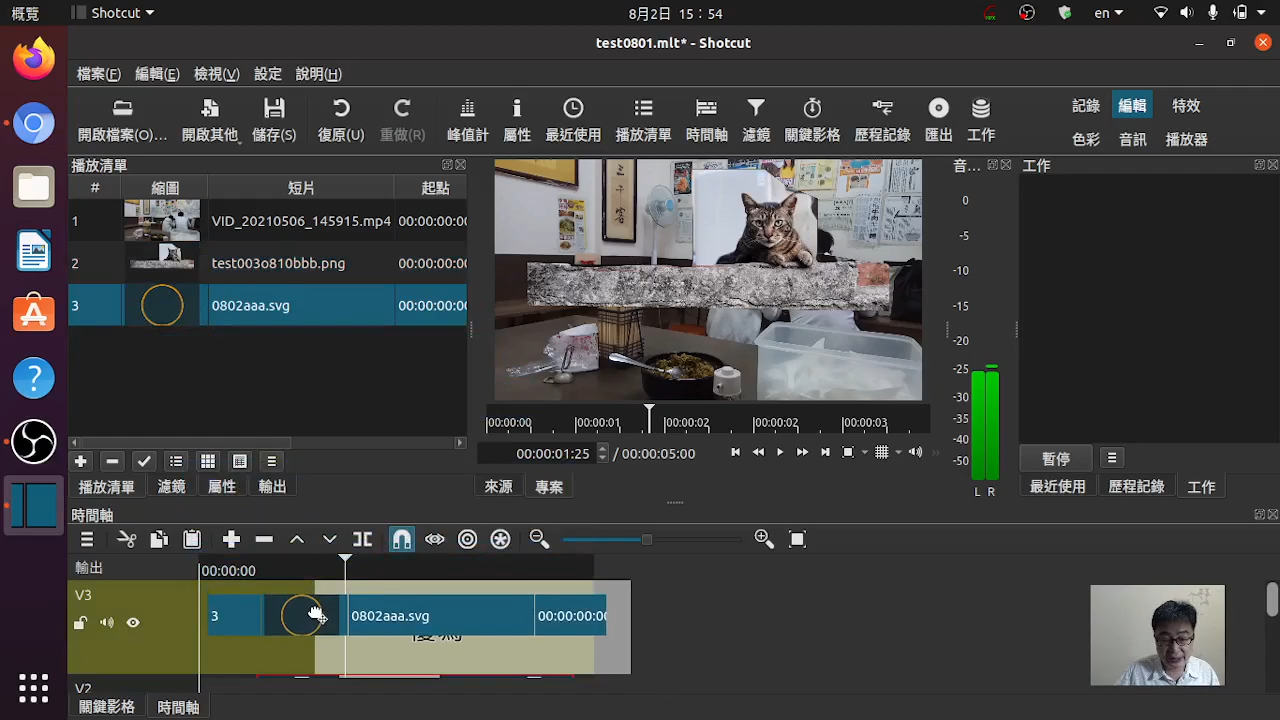 概覽
Shotcut
8月2日 15：54
en
test0801.mlt* - Shotcut
檔案(F)
編輯(E)
檢視(V)
設定
說明(H)
開啟檔案(O)...
開啟其他
儲存(S)
復原(U)
重做(R)
峰值計
屬性
最近使用
播放清單
時間軸
濾鏡
關鍵影格
歷程記錄
匯出
工作
記錄
編輯
特效
色彩
音訊
播放器
播放清單
音...
工作
#
縮圖
短片
起點
1
VID_20210506_145915.mp4
00:00:00:00
2
test003o810bbb.png
00:00:00:00
3
0802aaa.svg
00:00:00:00
三千客
0
-5
-10
-15
-20
-25
-30
-35
-40
-45
-50
L R
00:00:00
00:00:01
00:00:02
00:00:02
00:00:03
00:00:01:25
/ 00:00:05:00
暫停
播放清單
濾鏡
屬性
輸出
來源
專案
最近使用
歷程記錄
工作
時間軸
輸出
00:00:00
V3
3
0802aaa.svg
00:00:00:00
V2
關鍵影格
時間軸